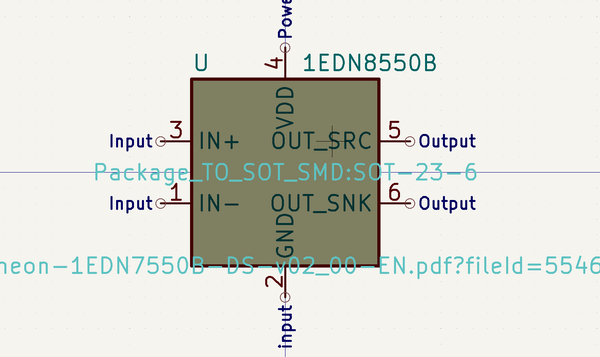 Powe
U 1EDN8550B
4
VDD
Input 3 IN+ OUT_SRC 5 Output
Package_TO_SOT_SMD:SOT-23-6
Input 1 IN- OUT_SNK 6 Output
GND
neon-1EDN7550B-DS-v02_00-EN.pdf?fileId=5546
2
input